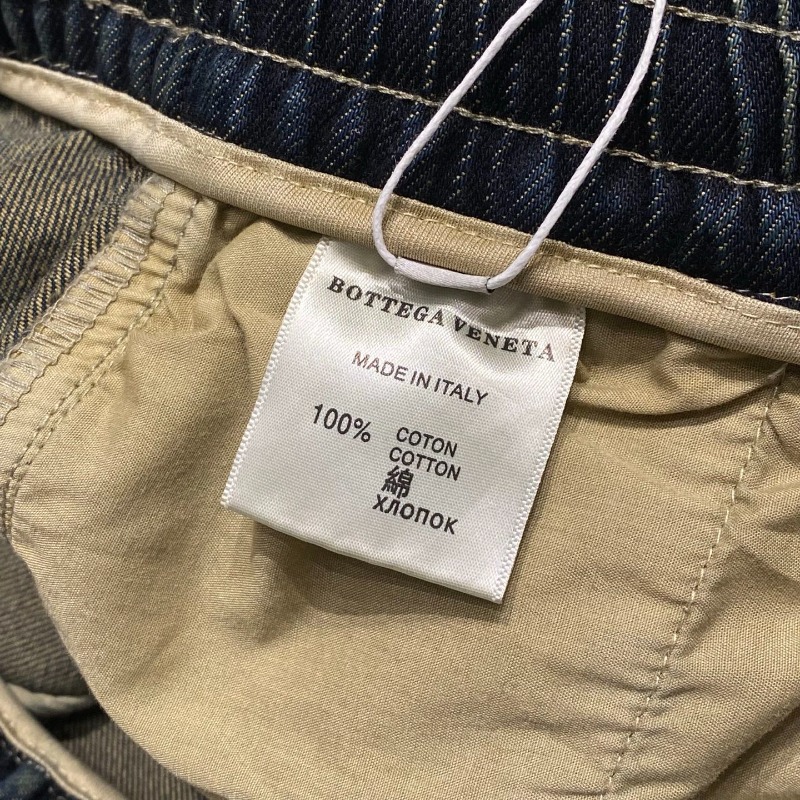 BOTTEGA VENETA
MADE IN ITALY
100% COTON
COTTON
綿
ХЛОПОК